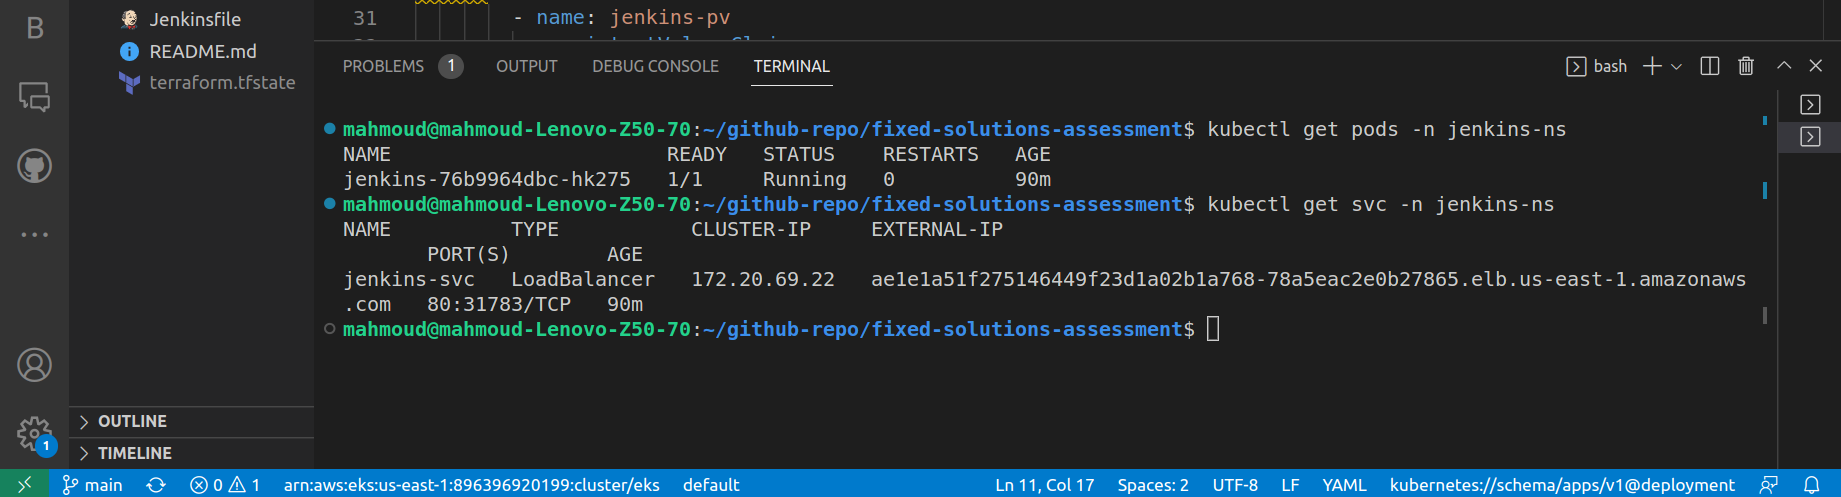 B
Jenkinsfile
README.md
terraform.tfstate
31 - name: jenkins-pv
PROBLEMS 1 OUTPUT DEBUG CONSOLE TERMINAL bash
mahmoud@mahmoud-Lenovo-Z50-70:~/github-repo/fixed-solutions-assessment$ kubectl get pods -n jenkins-ns
NAME READY STATUS RESTARTS AGE
jenkins-76b9964dbc-hk275 1/1 Running 0 90m
mahmoud@mahmoud-Lenovo-Z50-70:~/github-repo/fixed-solutions-assessment$ kubectl get svc -n jenkins-ns
NAME TYPE CLUSTER-IP EXTERNAL-IP
PORT(S) AGE
jenkins-svc LoadBalancer 172.20.69.22 ae1e1a51f275146449f23d1a02b1a768-78a5eac2e0b27865.elb.us-east-1.amazonaws
.com 80:31783/TCP 90m
mahmoud@mahmoud-Lenovo-Z50-70:~/github-repo/fixed-solutions-assessment$
OUTLINE
1
TIMELINE
main 0 1 arn:aws:eks:us-east-1:896396920199:cluster/eks default Ln 11, Col 17 Spaces: 2 UTF-8 LF YAML kubernetes://schema/apps/v1@deployment